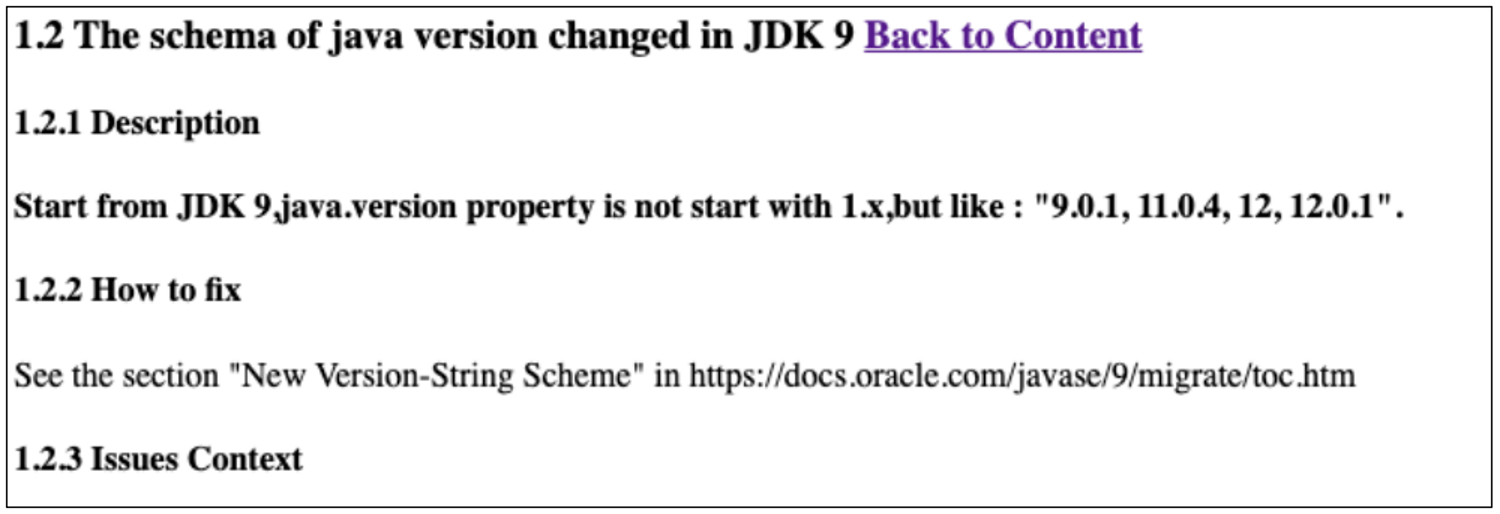 1.2 The schema of java version changed in JDK 9 Back to Content
1.2.1 Description
Start from JDK 9,java.version property is not start with 1.x,but like : "9.0.1, 11.0.4, 12, 12.0.1".
1.2.2 How to fix
See the section "New Version-String Scheme" in https://docs.oracle.com/javase/9/migrate/toc.htm
1.2.3 Issues Context